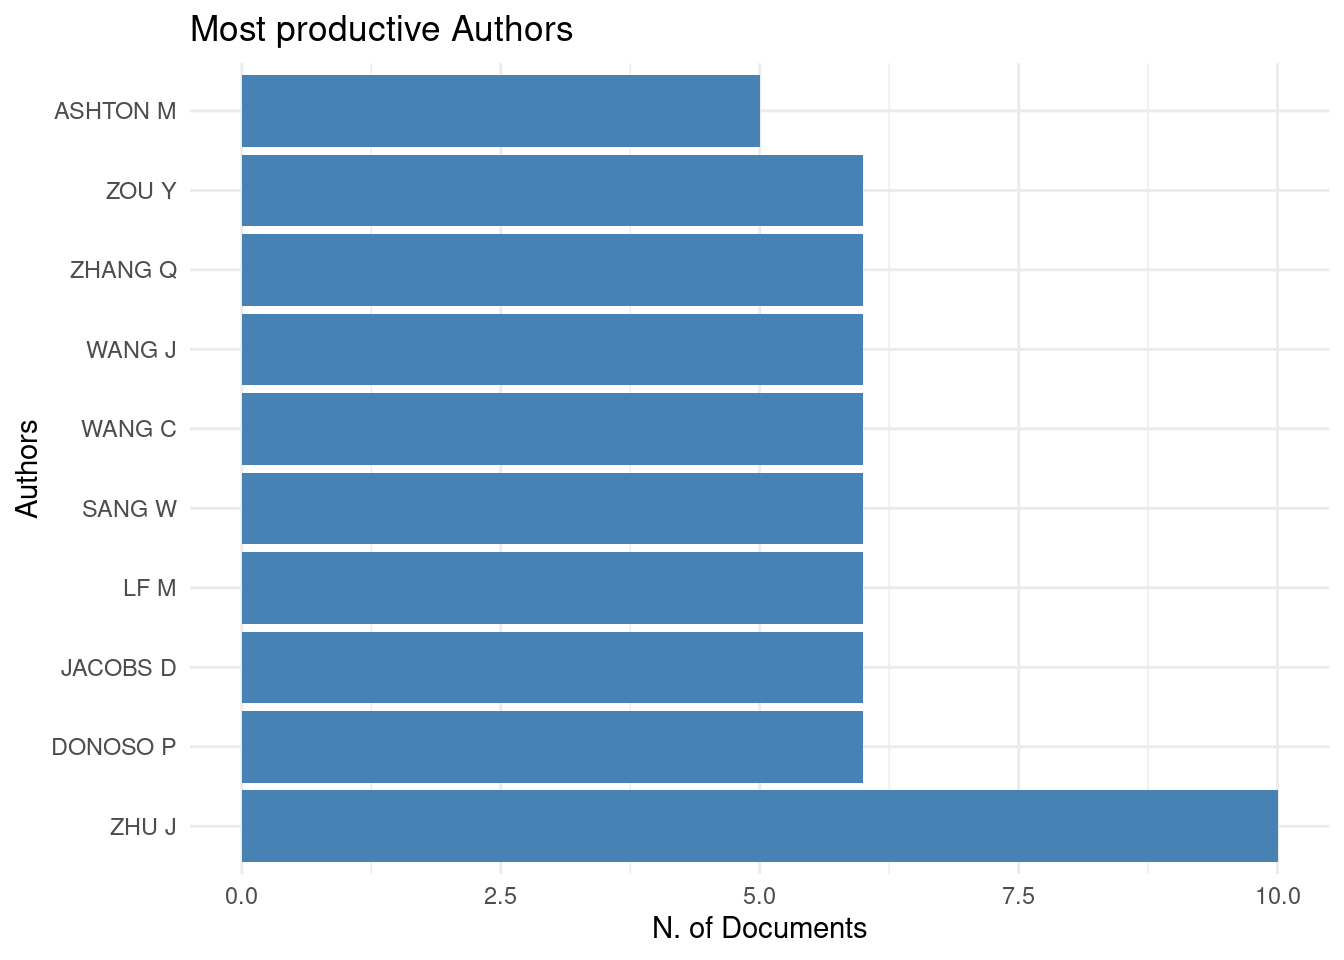 Most productive Authors
ASHTON M
ZOU Y
ZHANG Q
WANG J
WANG C
SANG W
LF M
JACOBS D
DONOSO P
ZHU J
Authors
0.0 2.5 5.0 7.5 10.0
N. of Documents